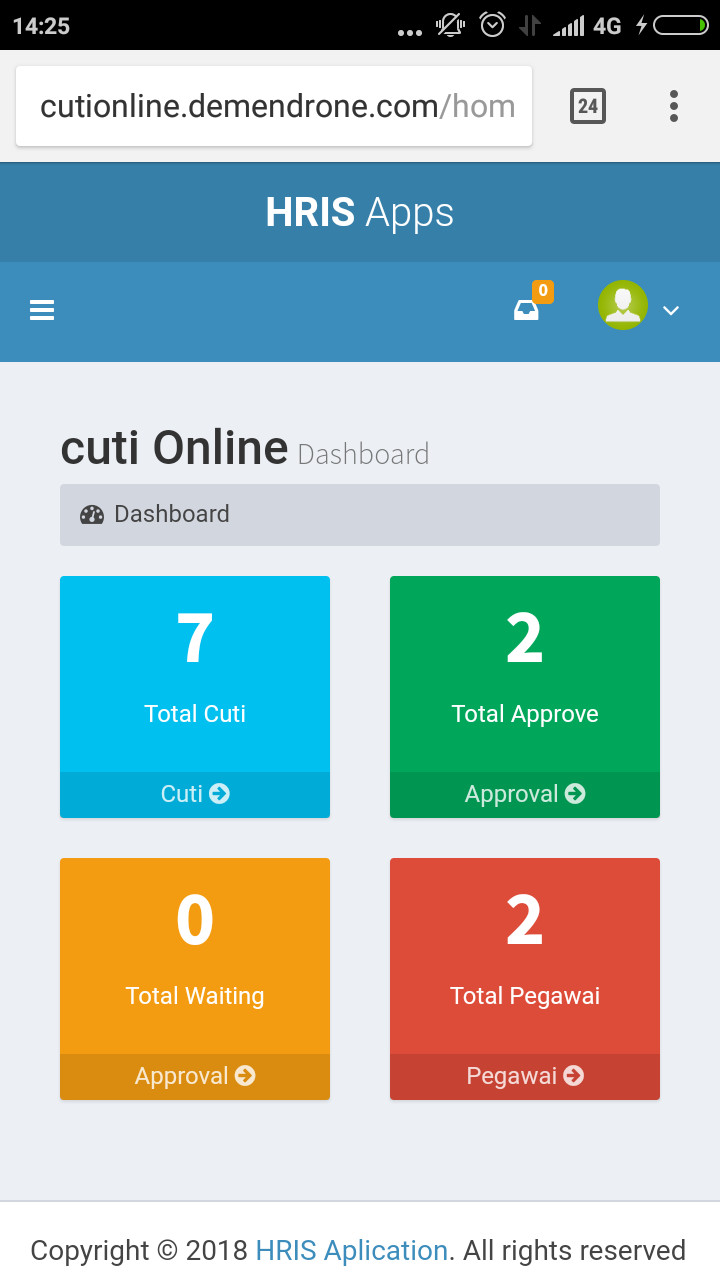 14:25
4G
cutionline.demendrone.com/hom
24
HRIS Apps
0
cuti Online Dashboard
Dashboard
7
Total Cuti
Cuti
2
Total Approve
Approval
0
Total Waiting
Approval
2
Total Pegawai
Pegawai
Copyright © 2018 HRIS Aplication. All rights reserved